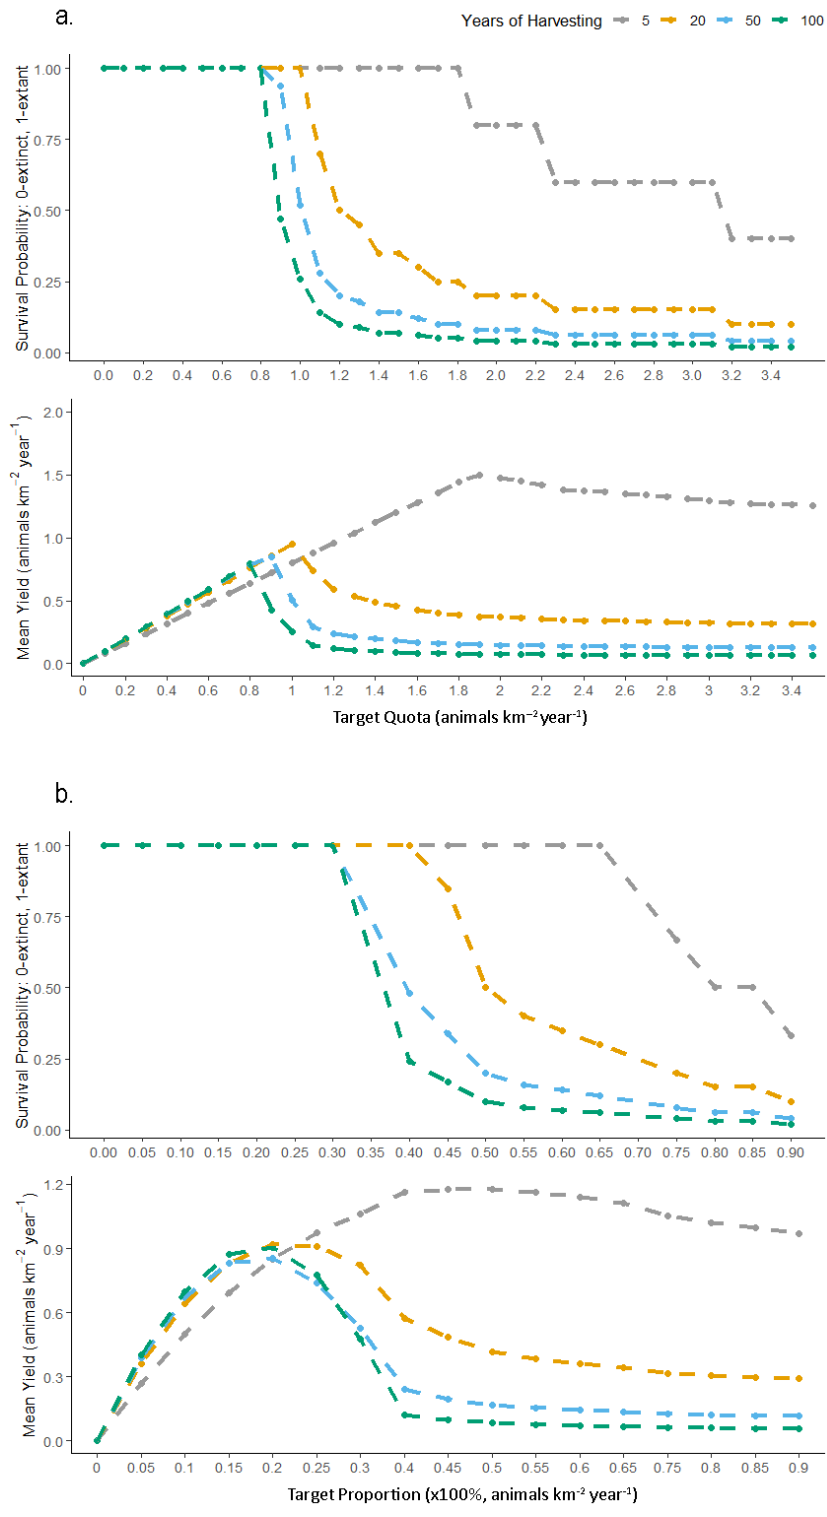 a.
Years of Harvesting 5 20 50 100
Survival Probability: 0-extinct, 1-extant
1.00
0.75
0.50
0.25
0.00
0.0 0.2 0.4 0.6 0.8 1.0 1.2 1.4 1.6 1.8 2.0 2.2 2.4 2.6 2.8 3.0 3.2 3.4
Mean Yield (animals km⁻² year⁻¹)
2.0
1.5
1.0
0.5
0.0
0 0.2 0.4 0.6 0.8 1 1.2 1.4 1.6 1.8 2 2.2 2.4 2.6 2.8 3 3.2 3.4
Target Quota (animals km⁻² year⁻¹)
b.
Survival Probability: 0-extinct, 1-extant
1.00
0.75
0.50
0.25
0.00
0.00 0.05 0.10 0.15 0.20 0.25 0.30 0.35 0.40 0.45 0.50 0.55 0.60 0.65 0.70 0.75 0.80 0.85 0.90
Mean Yield (animals km⁻² year⁻¹)
1.2
0.9
0.6
0.3
0.0
0 0.05 0.1 0.15 0.2 0.25 0.3 0.35 0.4 0.45 0.5 0.55 0.6 0.65 0.7 0.75 0.8 0.85 0.9
Target Proportion (x100%, animals km⁻² year⁻¹)